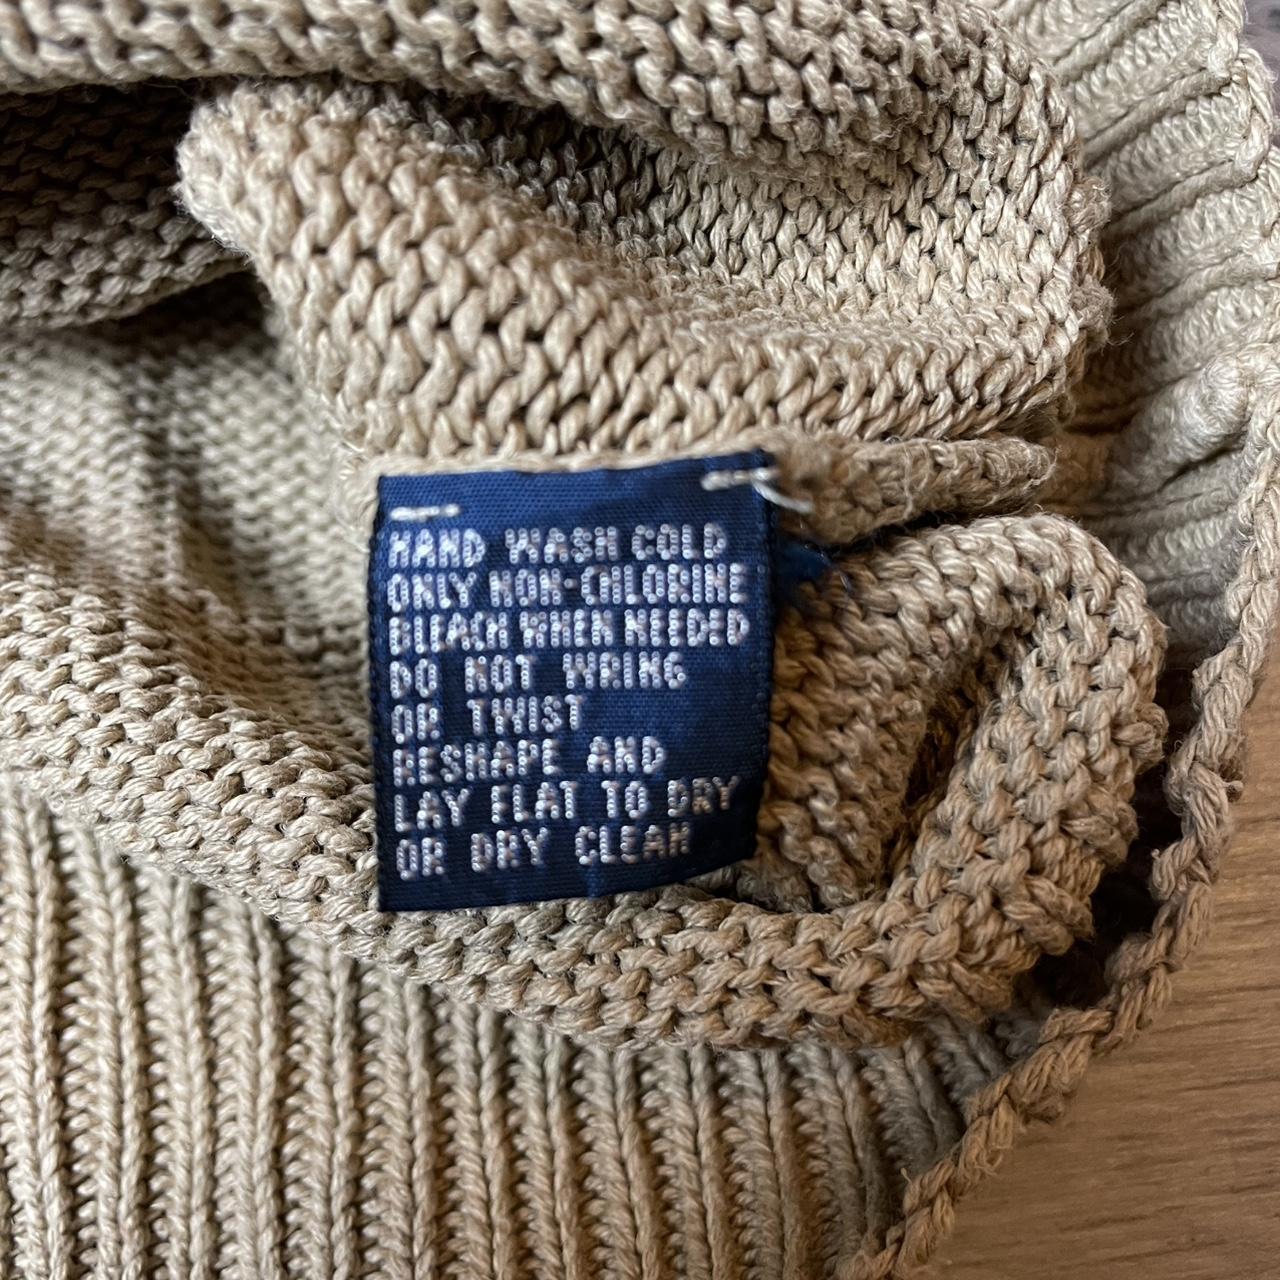 HAND WASH COLD
ONLY NON-CHLORINE
BLEACH WHEN NEEDED
DO NOT WRING
OR TWIST
RESHAPE AND
LAY FLAT TO DRY
OR DRY CLEAN